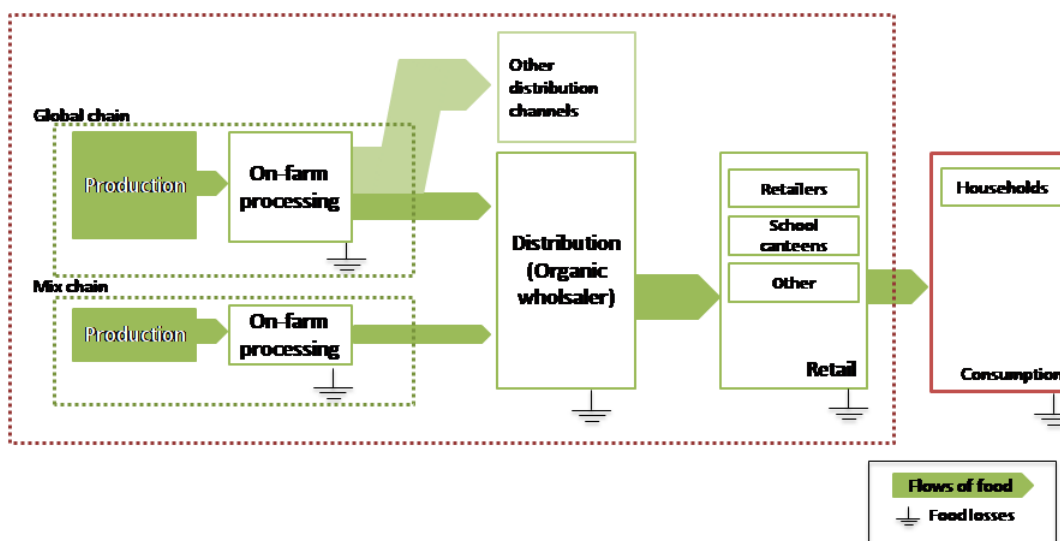 Other
distribution
channels
Global chain
Production
On-farm
processing
Distribution
(Organic
wholsaler)
Retailers
School
canteens
Other
Retail
Households
Consumption
Mix chain
Production
On-farm
processing
Flows of food
Food losses